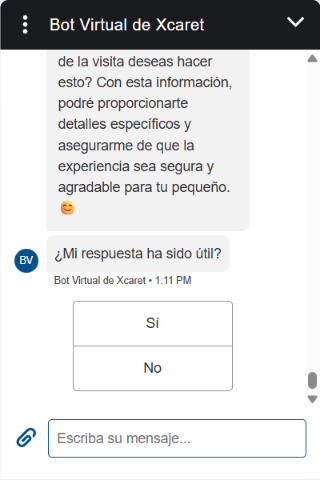 Bot Virtual de Xcaret
de la visita deseas hacer
esto? Con esta información,
podré proporcionarte
detalles específicos y
asegurarme de que la
experiencia sea segura y
agradable para tu pequeño.
😊
¿Mi respuesta ha sido útil?
BV
Bot Virtual de Xcaret • 1:11 PM
Sí
No
Escriba su mensaje...